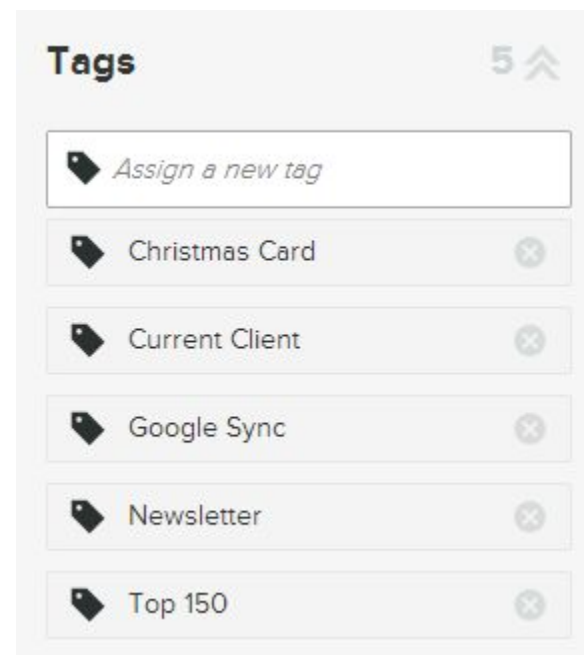 Tags 5
Assign a new tag
Christmas Card
Current Client
Google Sync
Newsletter
Top 150